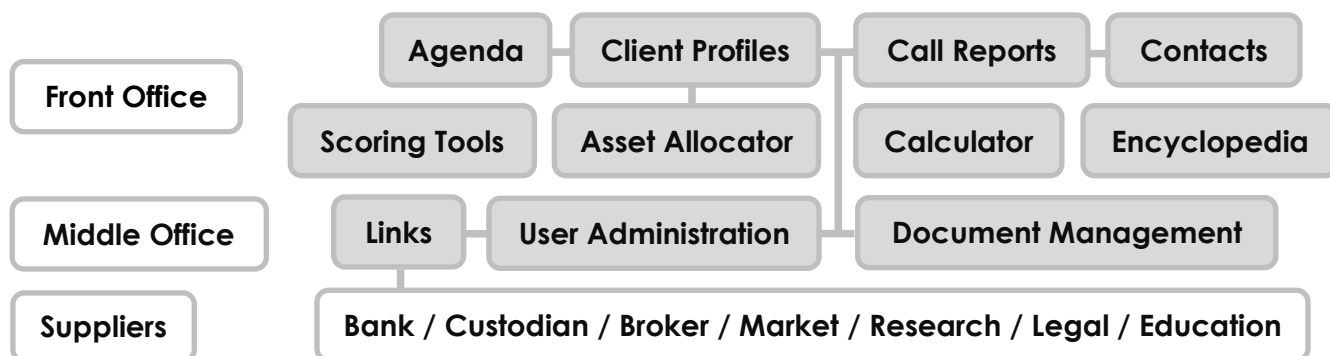 Agenda Client Profiles Call Reports Contacts
Front Office
Scoring Tools Asset Allocator Calculator Encyclopedia
Middle Office Links User Administration Document Management
Suppliers Bank / Custodian / Broker / Market / Research / Legal / Education